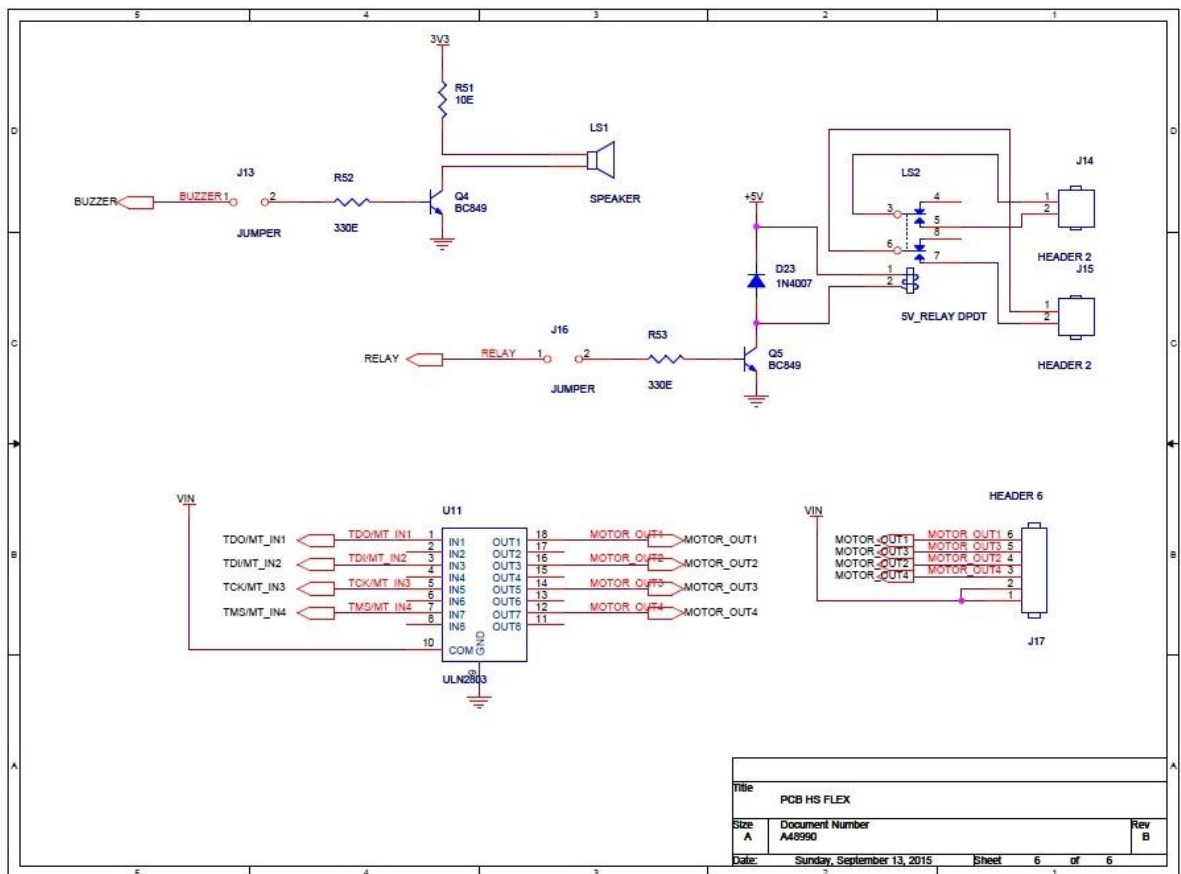 5 4 3 2 1
D D
C C
B B
A A
3V3
R51
10E
LS1
SPEAKER
J13
BUZZER
BUZZER 1 2
JUMPER
R52
330E
Q4
BC849
+5V
D23
1N4007
LS2
3
4
5
8
6
7
1
2
5V_RELAY DPDT
J14
1
2
HEADER 2
J15
1
2
HEADER 2
J16
RELAY
RELAY 1 2
JUMPER
R53
330E
Q5
BC849
VIN
U11
TDO/MT_IN1 TDO/MT_IN1 1 IN1 OUT1 18 MOTOR_OUT1 MOTOR_OUT1
2 IN2 OUT2 17
TDI/MT_IN2 TDI/MT_IN2 3 IN3 OUT3 16 MOTOR_OUT2 MOTOR_OUT2
4 IN4 OUT4 15
TCK/MT_IN3 TCK/MT_IN3 5 IN5 OUT5 14 MOTOR_OUT3 MOTOR_OUT3
6 IN6 OUT6 13
TMS/MT_IN4 TMS/MT_IN4 7 IN7 OUT7 12 MOTOR_OUT4 MOTOR_OUT4
8 IN8 OUT8 11
10 COM GND
9
ULN2803
HEADER 6
VIN
MOTOR_OUT1 MOTOR_OUT1 6
MOTOR_OUT3 MOTOR_OUT3 5
MOTOR_OUT2 MOTOR_OUT2 4
MOTOR_OUT4 MOTOR_OUT4 3
2
1
J17
Title
PCB HS FLEX
Size Document Number Rev
A A48990 B
Date: Sunday, September 13, 2015 Sheet 6 of 6
5 4 3 2 1